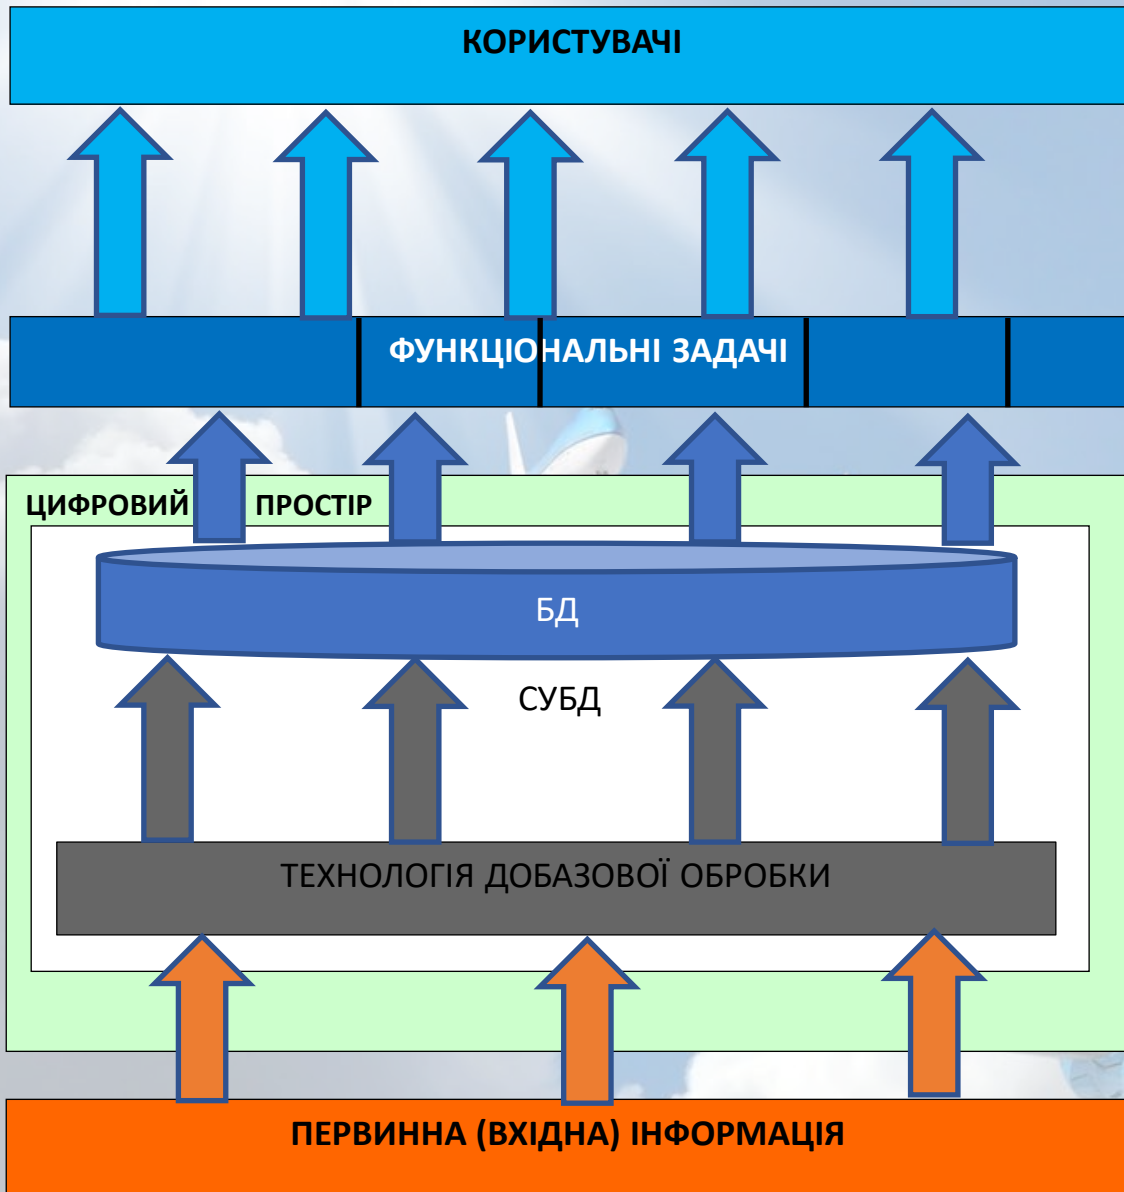 КОРИСТУВАЧІ
ФУНКЦІОНАЛЬНІ ЗАДАЧІ
ЦИФРОВИЙ ПРОСТІР
БД
СУБД
ТЕХНОЛОГІЯ ДОБАЗОВОЇ ОБРОБКИ
ПЕРВИННА (ВХІДНА) ІНФОРМАЦІЯ